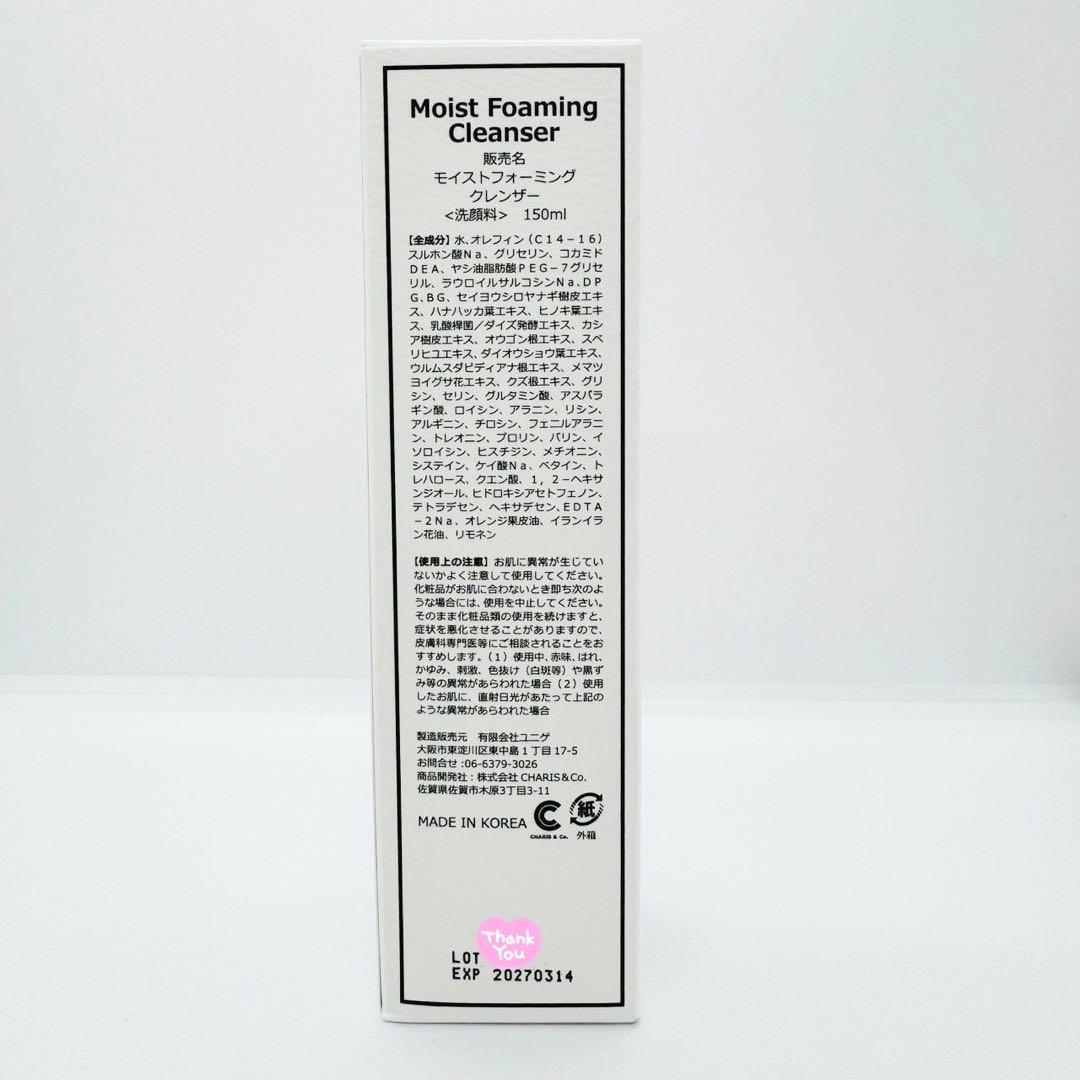 Moist Foaming
Cleanser
販売名
モイストフォーミング
クレンザー
<洗顔料> 150ml
【全成分】水、オレフィン（C14－16）
スルホン酸Na、グリセリン、コカミド
DEA、ヤシ油脂肪酸PEG－7グリセ
リル、ラウロイルサルコシンNa、DP
G、BG、セイヨウシロヤナギ樹皮エキ
ス、ハナハッカ葉エキス、ヒノキ葉エキ
ス、乳酸桿菌／ダイズ発酵エキス、カシ
ア樹皮エキス、オウゴン根エキス、スベ
リヒユエキス、ダイオウショウ葉エキス、
ウルムスダビディアナ根エキス、メマツ
ヨイグサ花エキス、クズ根エキス、グリ
シン、セリン、グルタミン酸、アスパラ
ギン酸、ロイシン、アラニン、リシン、
アルギニン、チロシン、フェニルアラニ
ン、トレオニン、プロリン、バリン、イ
ソロイシン、ヒスチジン、メチオニン、
システイン、ケイ酸Na、ベタイン、ト
レハロース、クエン酸、1，2－ヘキサ
ンジオール、ヒドロキシアセトフェノン、
テトラデセン、ヘキサデセン、EDTA
－2Na、オレンジ果皮油、イランイラ
ン花油、リモネン
【使用上の注意】お肌に異常が生じてい
ないかよく注意して使用してください。
化粧品がお肌に合わないとき即ち次のよ
うな場合には、使用を中止してください。
そのまま化粧品類の使用を続けますと、
症状を悪化させることがありますので、
皮膚科専門医等にご相談されることをお
すすめします。（1）使用中、赤味、はれ、
かゆみ、刺激、色抜け（白斑等）や黒ず
み等の異常があらわれた場合（2）使用
したお肌に、直射日光があたって上記の
ような異常があらわれた場合
製造販売元 有限会社ユニゲ
大阪市東淀川区東中島1丁目17-5
お問合せ:06-6379-3026
商品開発社：株式会社CHARIS&Co.
佐賀県佐賀市木原3丁目3-11
MADE IN KOREA
CHARIS & Co.
紙
外箱
Thank
You
LOT
EXP 20270314